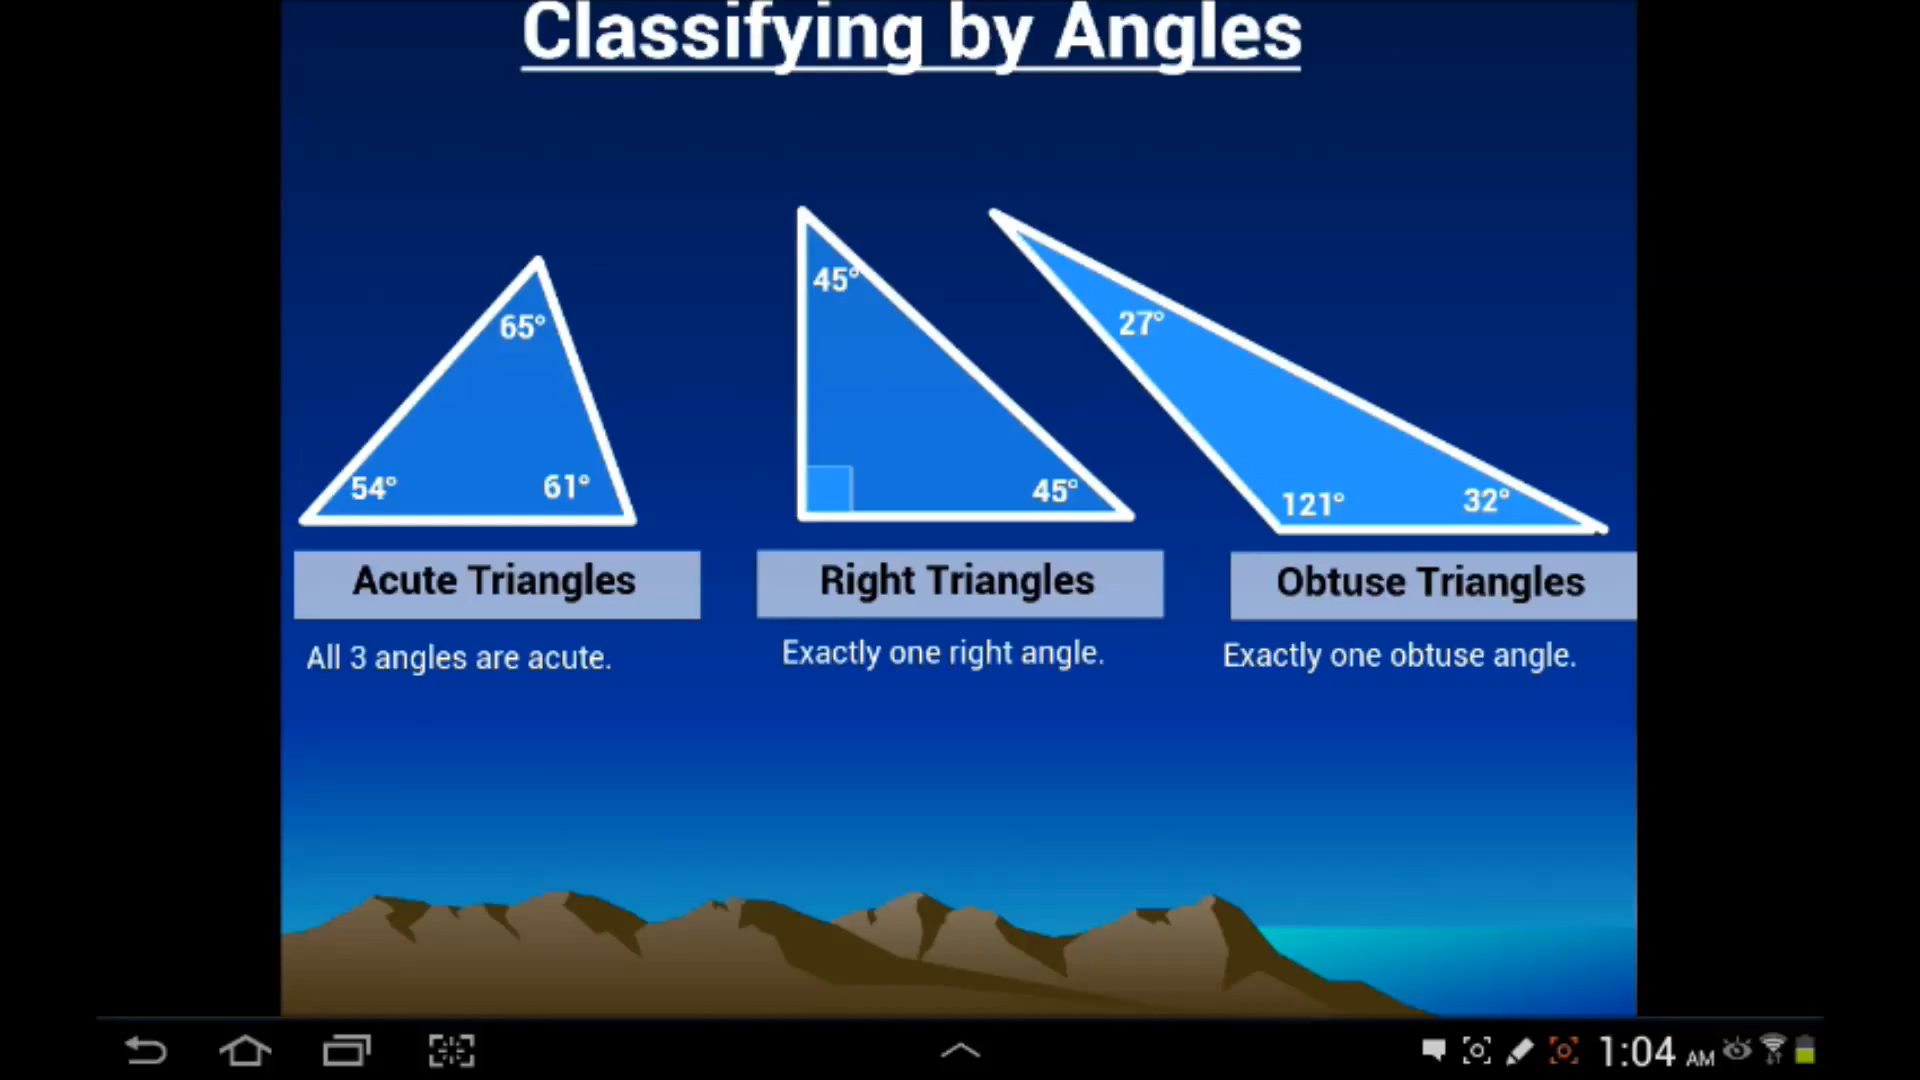 Classifying by Angles
65°
54°
61°
45°
45°
27°
121°
32°
Acute Triangles
Right Triangles
Obtuse Triangles
All 3 angles are acute.
Exactly one right angle.
Exactly one obtuse angle.
1:04 AM